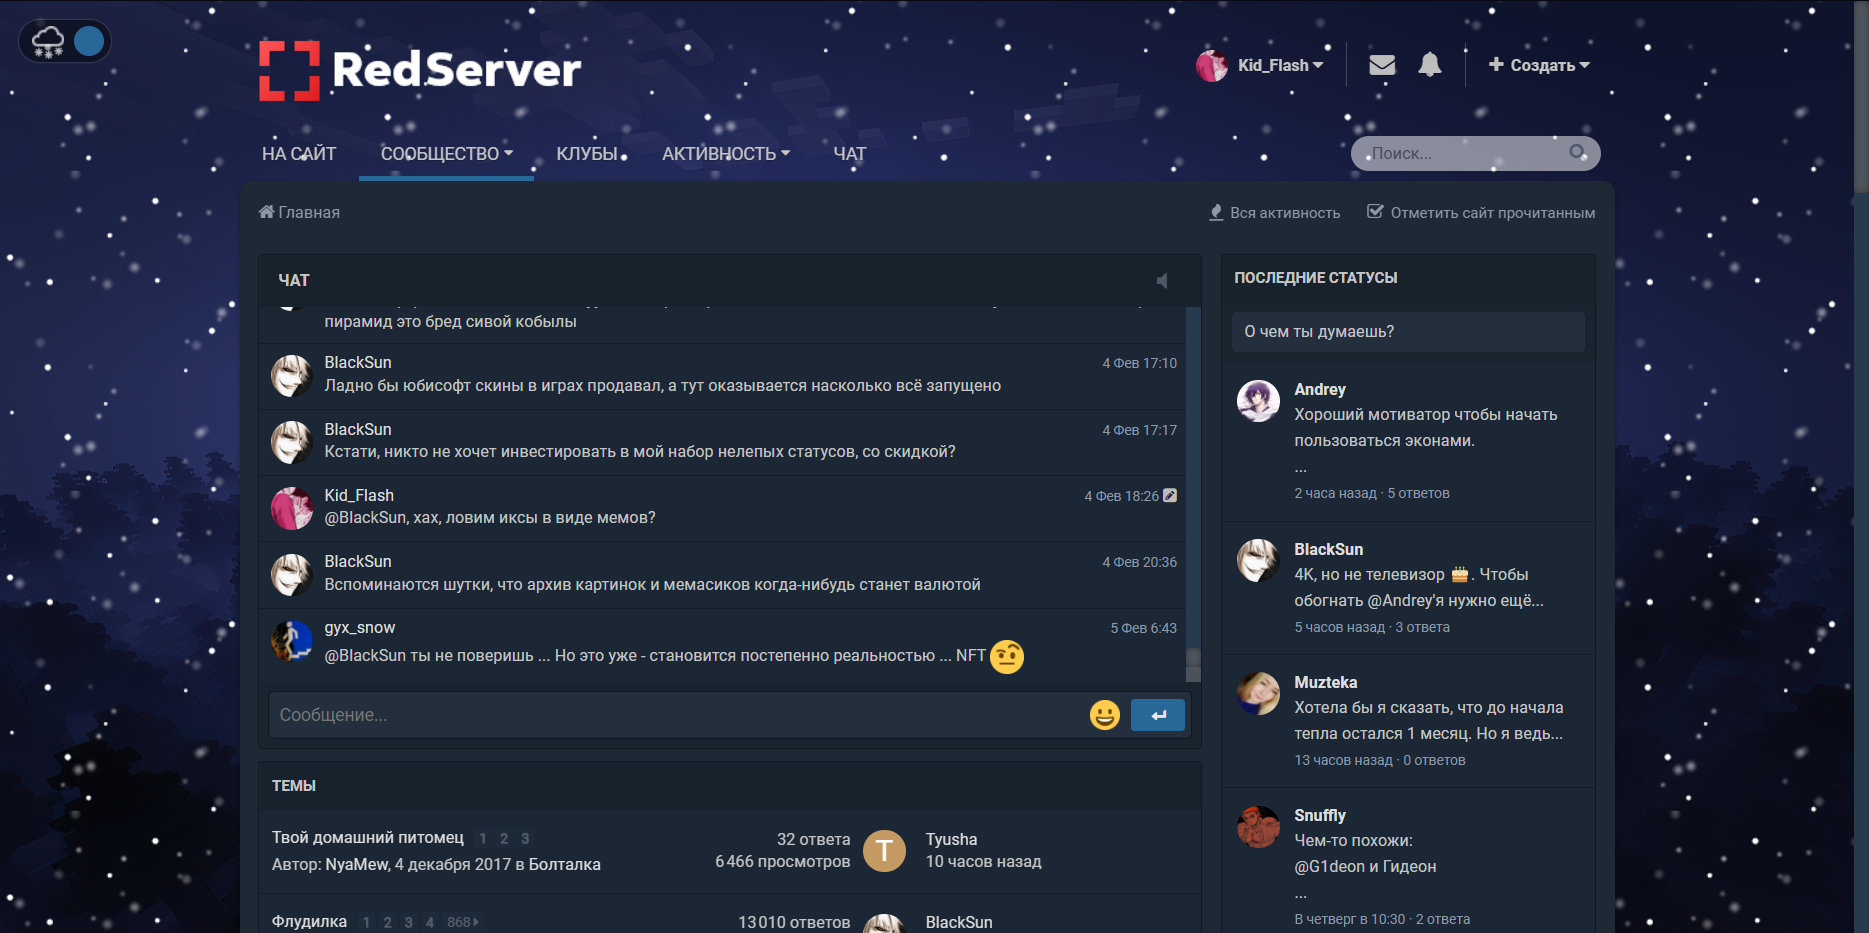 RedServer
Kid_Flash
Создать
НА САЙТ
СООБЩЕСТВО
КЛУБЫ
АКТИВНОСТЬ
ЧАТ
Поиск...
Главная
Вся активность
Отметить сайт прочитанным
ЧАТ
пирамид это бред сивой кобылы
BlackSun
4 Фев 17:10
Ладно бы юбисофт скины в играх продавал, а тут оказывается насколько всё запущено
BlackSun
4 Фев 17:17
Кстати, никто не хочет инвестировать в мой набор нелепых статусов, со скидкой?
Kid_Flash
4 Фев 18:26
@BlackSun, хах, ловим иксы в виде мемов?
BlackSun
4 Фев 20:36
Вспоминаются шутки, что архив картинок и мемасиков когда-нибудь станет валютой
gyx_snow
5 Фев 6:43
@BlackSun ты не поверишь ... Но это уже - становится постепенно реальностью ... NFT 🤨
Сообщение...
ТЕМЫ
Твой домашний питомец 1 2 3
Автор: NyaMew, 4 декабря 2017 в Болталка
32 ответа
6 466 просмотров
T
Tyusha
10 часов назад
Флудилка 1 2 3 4 868
13 010 ответов
BlackSun
ПОСЛЕДНИЕ СТАТУСЫ
О чем ты думаешь?
Andrey
Хороший мотиватор чтобы начать
пользоваться эконами.
...
2 часа назад · 5 ответов
BlackSun
4K, но не телевизор 🎂. Чтобы
обогнать @Andrey'я нужно ещё...
5 часов назад · 3 ответа
Muzteka
Хотела бы я сказать, что до начала
тепла остался 1 месяц. Но я ведь...
13 часов назад · 0 ответов
Snuffly
Чем-то похожи:
@G1deon и Гидеон
...
В четверг в 10:30 · 2 ответа